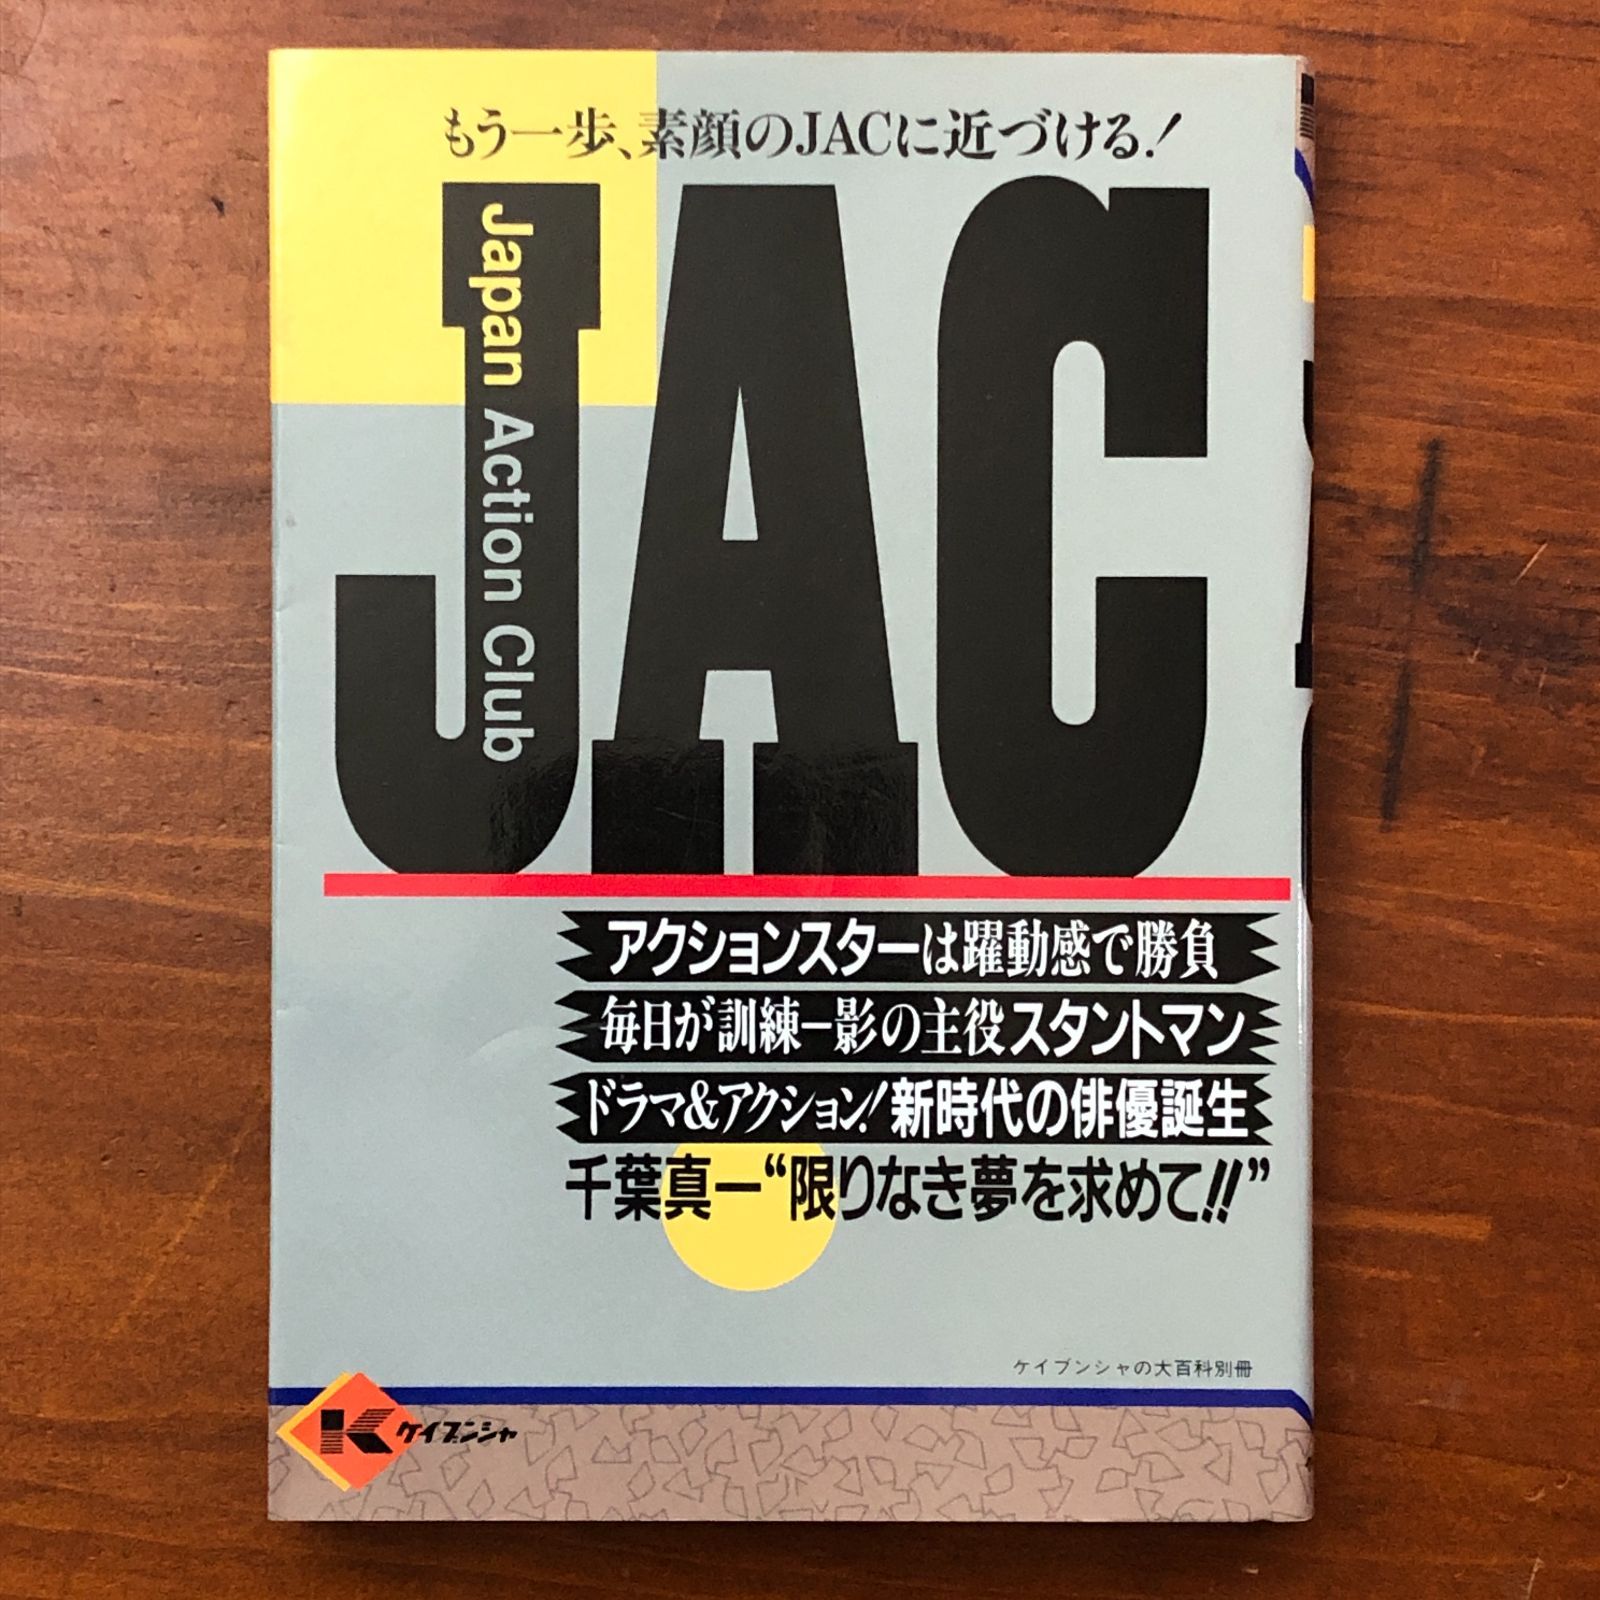 もう一歩、素顔のJACに近づける!
JAC
Japan Action Club
アクションスターは躍動感で勝負
毎日が訓練—影の主役スタントマン
ドラマ&アクション!新時代の俳優誕生
千葉真一“限りなき夢を求めて!!”
ケイブンシャの大百科別冊
K ケイブンシャ